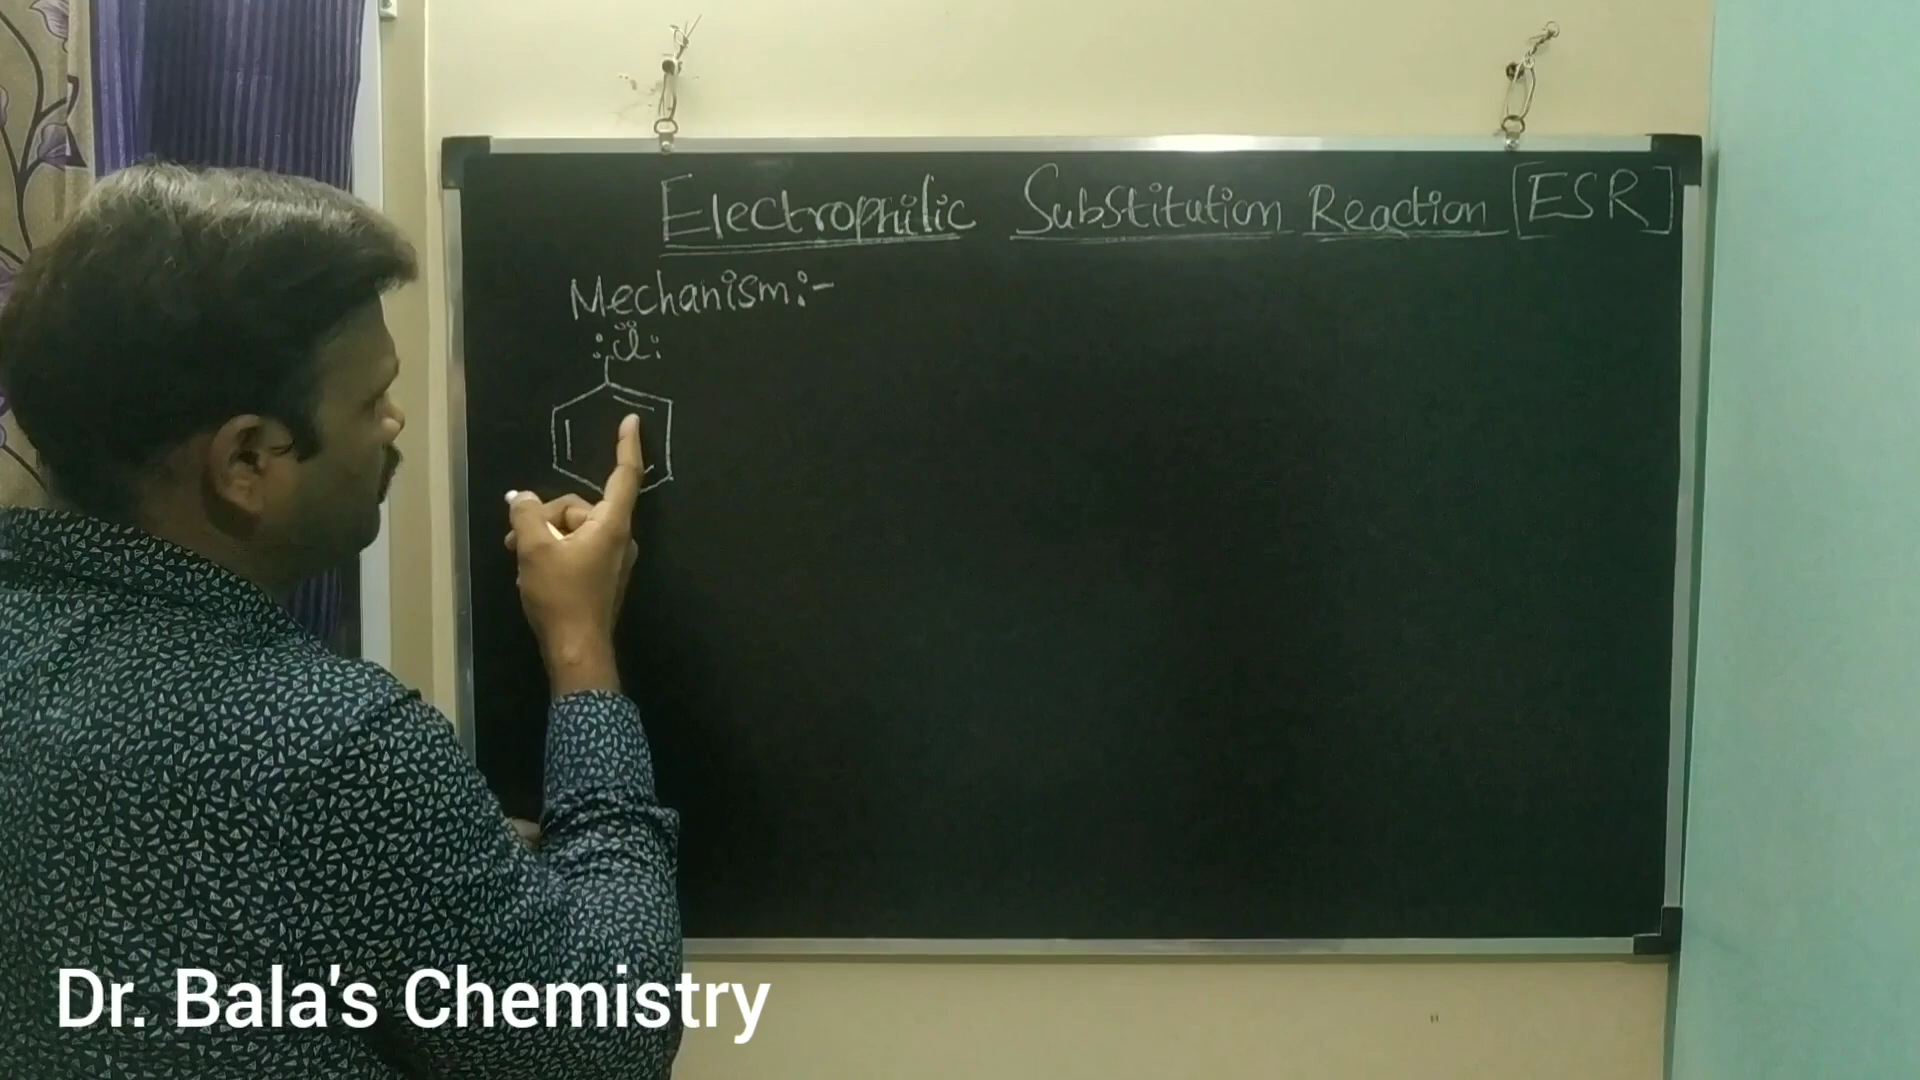 Electrophilic Substitution Reaction [ESR]
Mechanism:-
:Cl:
Dr. Bala's Chemistry